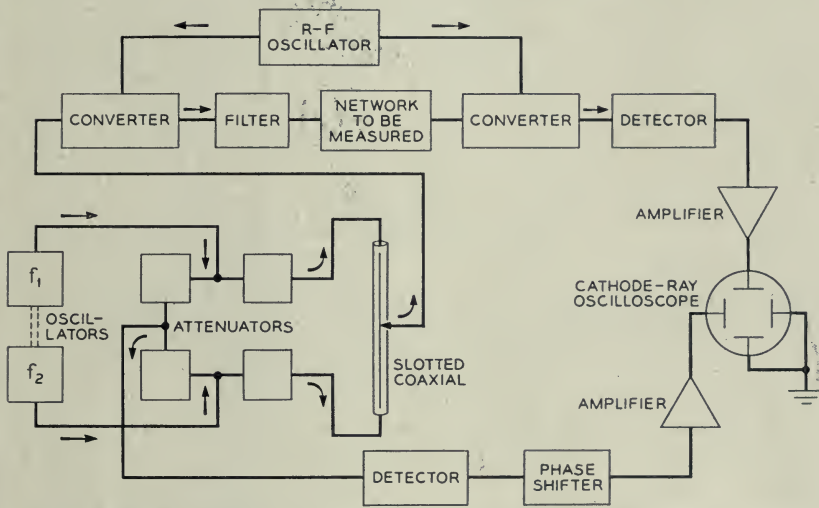 R-F
OSCILLATOR
CONVERTER
FILTER
NETWORK
TO BE
MEASURED
CONVERTER
DETECTOR
AMPLIFIER
f1
OSCIL-
LATORS
f2
ATTENUATORS
SLOTTED
COAXIAL
CATHODE-RAY
OSCILLOSCOPE
AMPLIFIER
DETECTOR
PHASE
SHIFTER